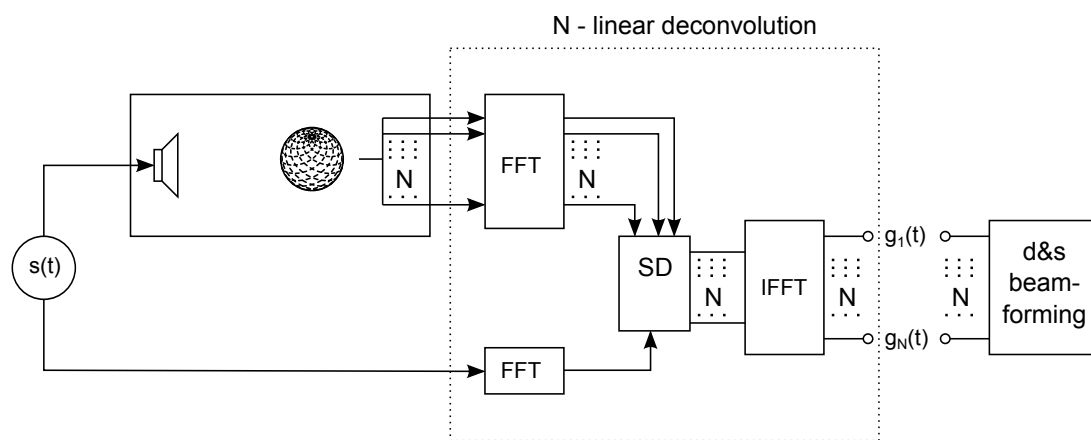 N - linear deconvolution
N
FFT
N
s(t)
SD
N
IFFT
N
g1(t)
gN(t)
N
d&s
beam-
forming
FFT